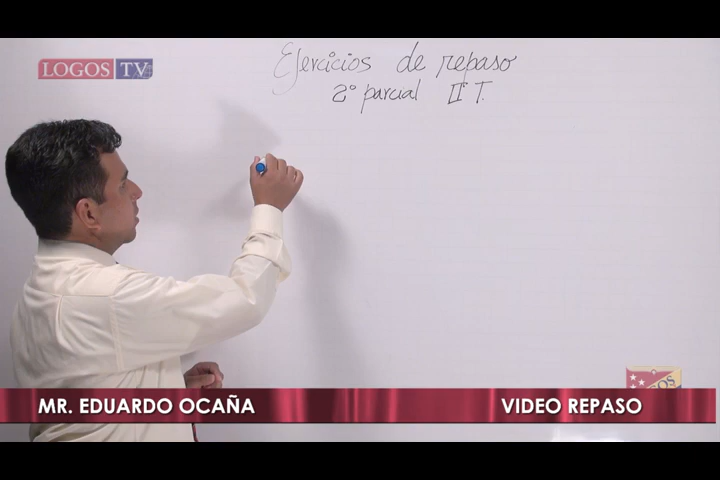 LOGOS TV
Ejercicios de repaso
2° parcial II T.
MR. EDUARDO OCAÑA
VIDEO REPASO